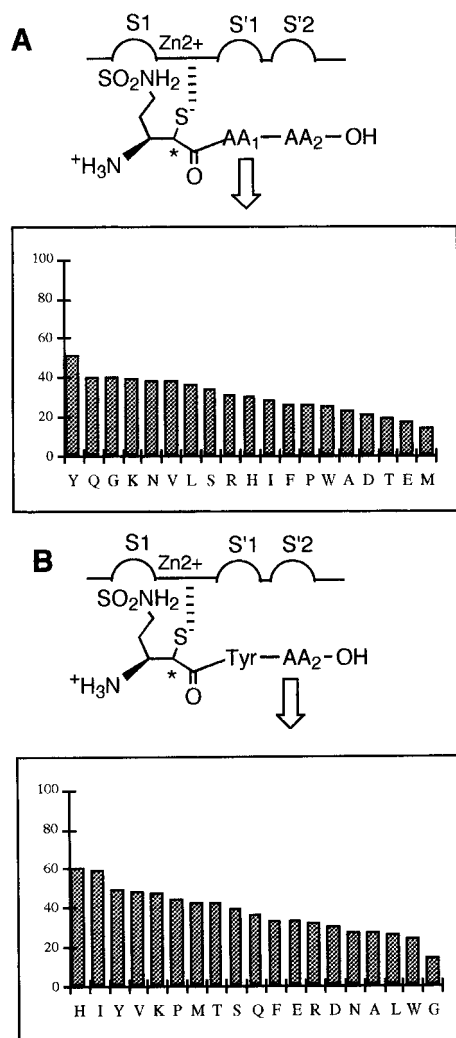 A
S1 Zn2+ S'1 S'2
SO2NH2
S-
+H3N * O AA1 AA2 OH
100
80
60
40
20
0
Y Q G K N V L S R H I F P W A D T E M
B
S1 Zn2+ S'1 S'2
SO2NH2
S-
+H3N * O Tyr AA2 OH
100
80
60
40
20
0
H I Y V K P M T S Q F E R D N A L W G